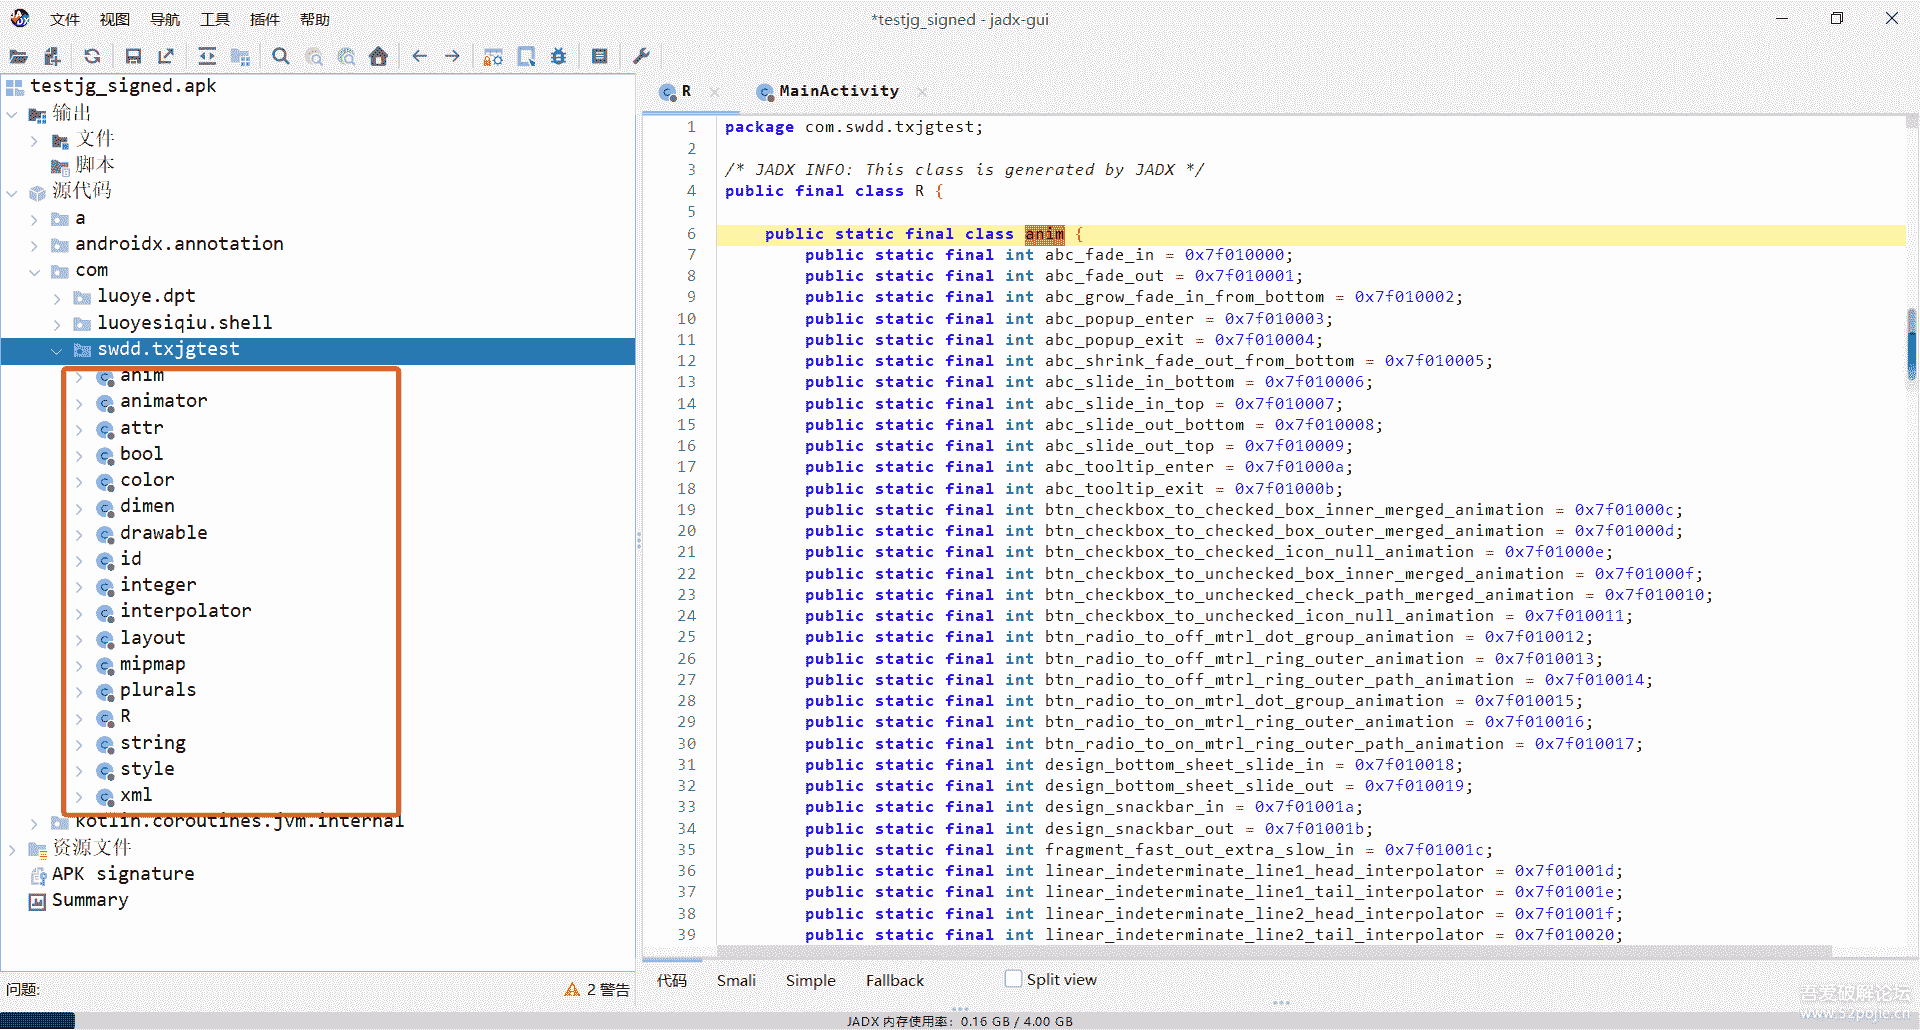 文件 视图 导航 工具 插件 帮助
*testjg_signed - jadx-gui
testjg_signed.apk
输出
文件
脚本
源代码
a
androidx.annotation
com
luoye.dpt
luoyesiqiu.shell
swdd.txjgtest
anim
animator
attr
bool
color
dimen
drawable
id
integer
interpolator
layout
mipmap
plurals
R
string
style
xml
kotlin.coroutines.jvm.internal
资源文件
APK signature
Summary
问题:
2 警告
R
MainActivity
1 package com.swdd.txjgtest;
2
3 /* JADX INFO: This class is generated by JADX */
4 public final class R {
5
6 public static final class anim {
7 public static final int abc_fade_in = 0x7f010000;
8 public static final int abc_fade_out = 0x7f010001;
9 public static final int abc_grow_fade_in_from_bottom = 0x7f010002;
10 public static final int abc_popup_enter = 0x7f010003;
11 public static final int abc_popup_exit = 0x7f010004;
12 public static final int abc_shrink_fade_out_from_bottom = 0x7f010005;
13 public static final int abc_slide_in_bottom = 0x7f010006;
14 public static final int abc_slide_in_top = 0x7f010007;
15 public static final int abc_slide_out_bottom = 0x7f010008;
16 public static final int abc_slide_out_top = 0x7f010009;
17 public static final int abc_tooltip_enter = 0x7f01000a;
18 public static final int abc_tooltip_exit = 0x7f01000b;
19 public static final int btn_checkbox_to_checked_box_inner_merged_animation = 0x7f01000c;
20 public static final int btn_checkbox_to_checked_box_outer_merged_animation = 0x7f01000d;
21 public static final int btn_checkbox_to_checked_icon_null_animation = 0x7f01000e;
22 public static final int btn_checkbox_to_unchecked_box_inner_merged_animation = 0x7f01000f;
23 public static final int btn_checkbox_to_unchecked_check_path_merged_animation = 0x7f010010;
24 public static final int btn_checkbox_to_unchecked_icon_null_animation = 0x7f010011;
25 public static final int btn_radio_to_off_mtrl_dot_group_animation = 0x7f010012;
26 public static final int btn_radio_to_off_mtrl_ring_outer_animation = 0x7f010013;
27 public static final int btn_radio_to_off_mtrl_ring_outer_path_animation = 0x7f010014;
28 public static final int btn_radio_to_on_mtrl_dot_group_animation = 0x7f010015;
29 public static final int btn_radio_to_on_mtrl_ring_outer_animation = 0x7f010016;
30 public static final int btn_radio_to_on_mtrl_ring_outer_path_animation = 0x7f010017;
31 public static final int design_bottom_sheet_slide_in = 0x7f010018;
32 public static final int design_bottom_sheet_slide_out = 0x7f010019;
33 public static final int design_snackbar_in = 0x7f01001a;
34 public static final int design_snackbar_out = 0x7f01001b;
35 public static final int fragment_fast_out_extra_slow_in = 0x7f01001c;
36 public static final int linear_indeterminate_line1_head_interpolator = 0x7f01001d;
37 public static final int linear_indeterminate_line1_tail_interpolator = 0x7f01001e;
38 public static final int linear_indeterminate_line2_head_interpolator = 0x7f01001f;
39 public static final int linear_indeterminate_line2_tail_interpolator = 0x7f010020;
代码 Smali Simple Fallback Split view
JADX 内存使用率: 0.16 GB / 4.00 GB
吾爱破解论坛
www.52pojie.cn